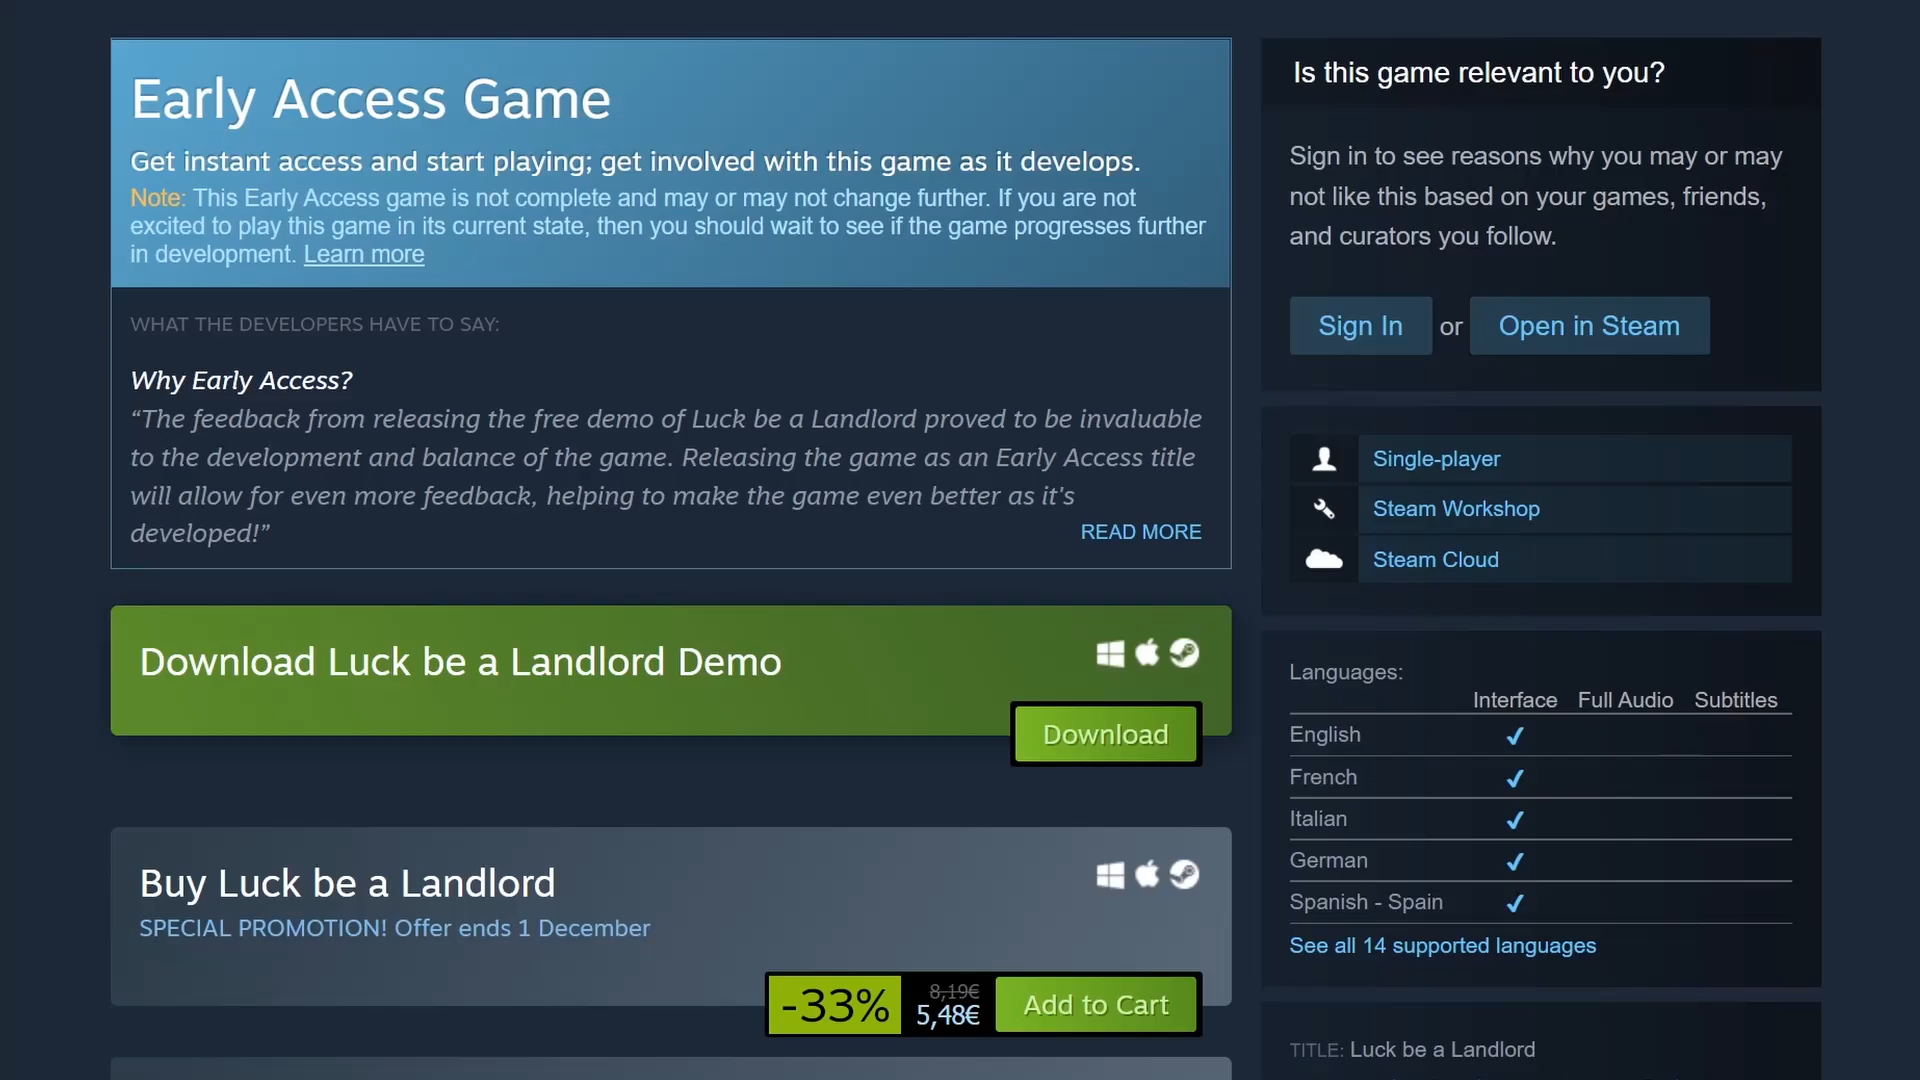 Early Access Game
Get instant access and start playing; get involved with this game as it develops.
Note: This Early Access game is not complete and may or may not change further. If you are not
excited to play this game in its current state, then you should wait to see if the game progresses further
in development. Learn more
WHAT THE DEVELOPERS HAVE TO SAY:
Why Early Access?
“The feedback from releasing the free demo of Luck be a Landlord proved to be invaluable
to the development and balance of the game. Releasing the game as an Early Access title
will allow for even more feedback, helping to make the game even better as it's
developed!”
READ MORE
Download Luck be a Landlord Demo
Download
Buy Luck be a Landlord
SPECIAL PROMOTION! Offer ends 1 December
-33%
8,19€
5,48€
Add to Cart
Is this game relevant to you?
Sign in to see reasons why you may or may
not like this based on your games, friends,
and curators you follow.
Sign In or Open in Steam
Single-player
Steam Workshop
Steam Cloud
Languages:
Interface Full Audio Subtitles
English ✔
French ✔
Italian ✔
German ✔
Spanish - Spain ✔
See all 14 supported languages
TITLE: Luck be a Landlord